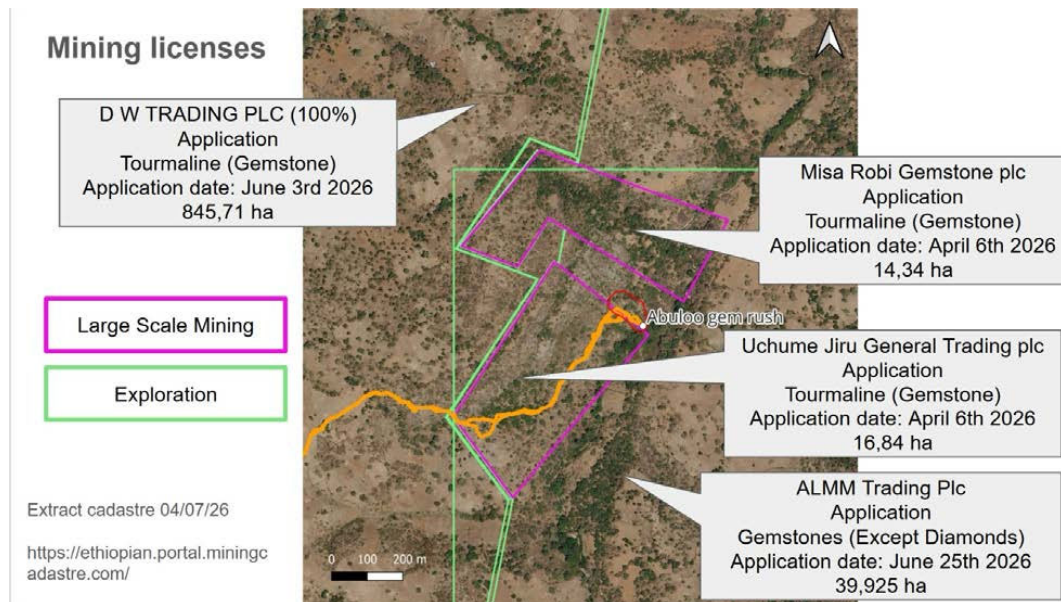 Mining licenses
D W TRADING PLC (100%)
Application
Tourmaline (Gemstone)
Application date: June 3rd 2026
845,71 ha
Misa Robi Gemstone plc
Application
Tourmaline (Gemstone)
Application date: April 6th 2026
14,34 ha
Large Scale Mining
Exploration
Abuloo gem rush
Uchume Jiru General Trading plc
Application
Tourmaline (Gemstone)
Application date: April 6th 2026
16,84 ha
ALMM Trading Plc
Application
Gemstones (Except Diamonds)
Application date: June 25th 2026
39,925 ha
Extract cadastre 04/07/26
https://ethiopian.portal.miningc
adastre.com/
0 100 200 m